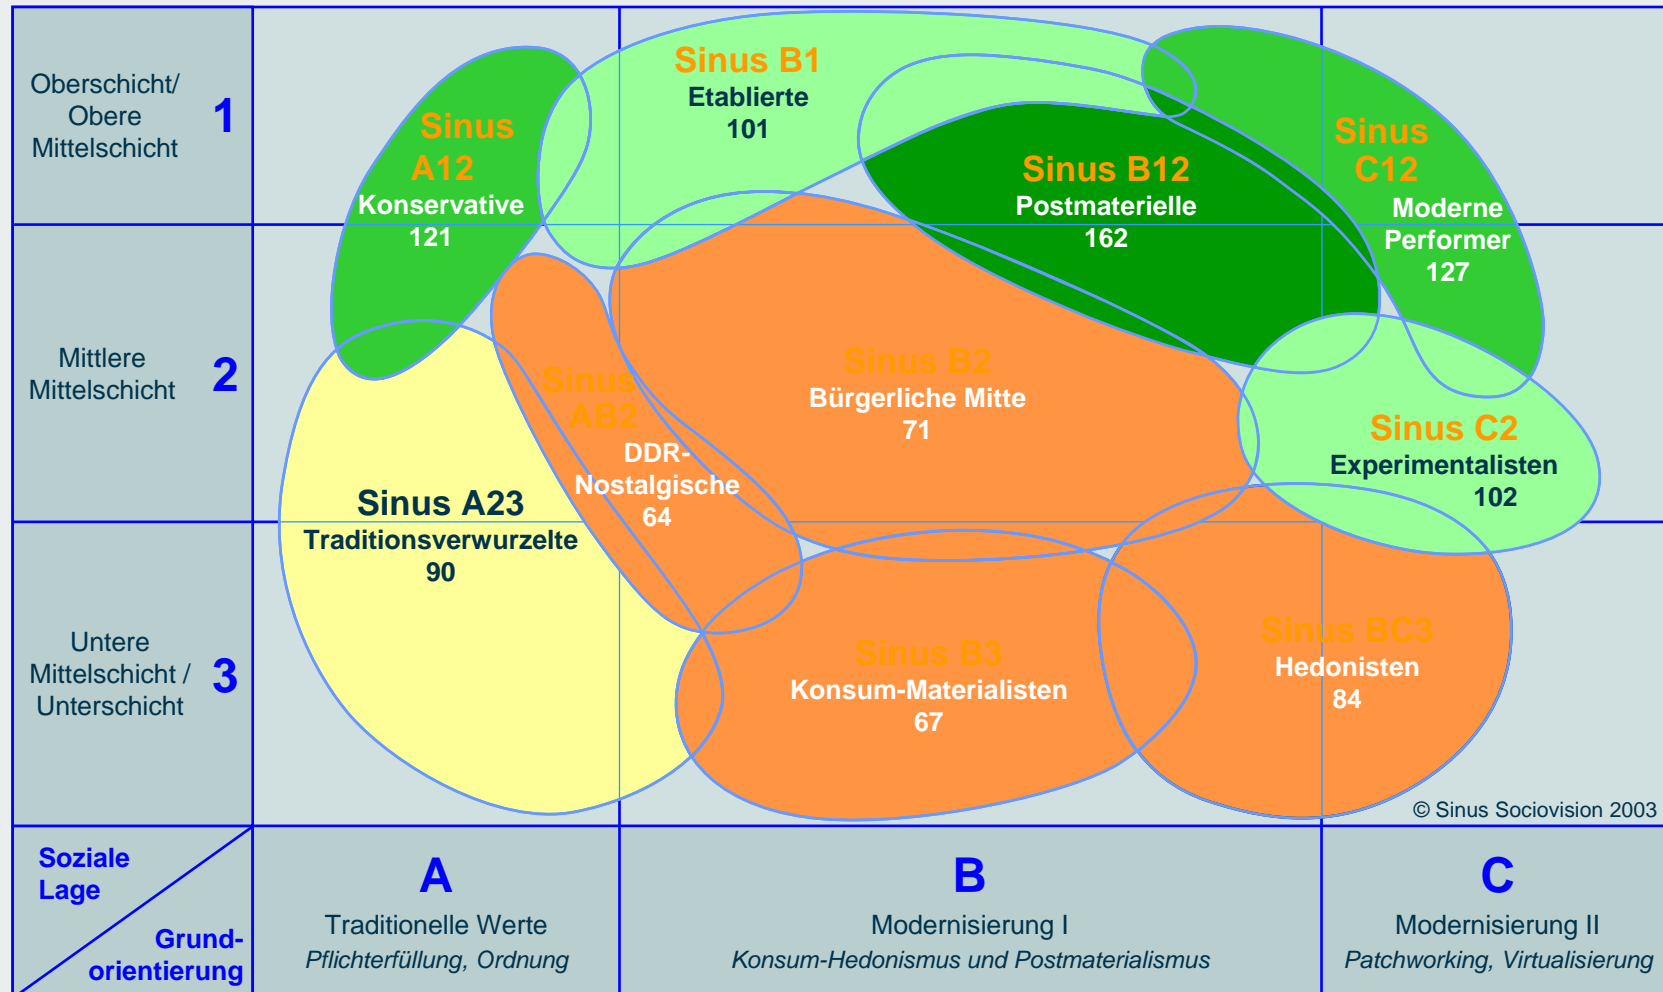 Oberschicht/
Obere
Mittelschicht
1
Sinus
A12
Konservative
121
Sinus B1
Etablierte
101
Sinus B12
Postmaterielle
162
Sinus
C12
Moderne
Performer
127
Mittlere
Mittelschicht
2
Sinus
AB2
DDR-
Nostalgische
64
Sinus B2
Bürgerliche Mitte
71
Sinus C2
Experimentalisten
102
Sinus A23
Traditionsverwurzelte
90
Untere
Mittelschicht /
Unterschicht
3
Sinus B3
Konsum-Materialisten
67
Sinus BC3
Hedonisten
84
© Sinus Sociovision 2003
Soziale
Lage
Grund-
orientierung
A
Traditionelle Werte
Pflichterfüllung, Ordnung
B
Modernisierung I
Konsum-Hedonismus und Postmaterialismus
C
Modernisierung II
Patchworking, Virtualisierung